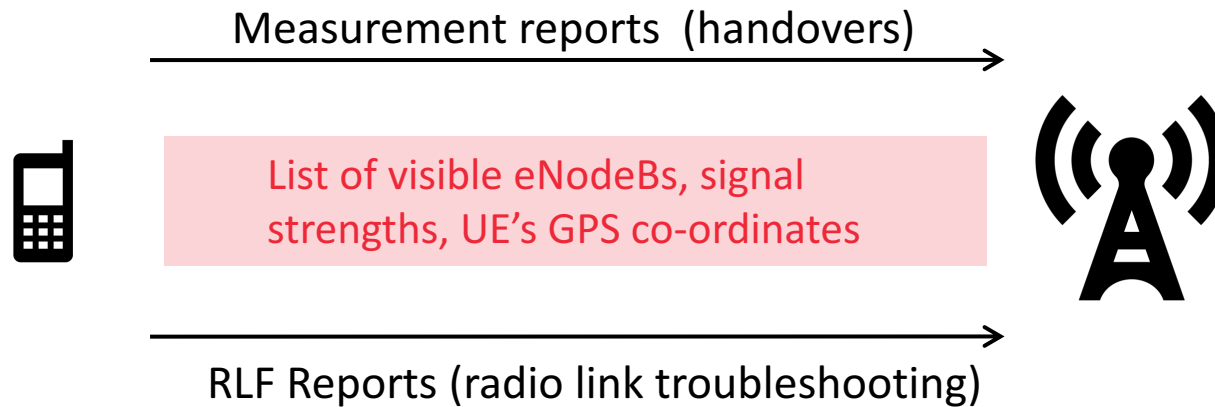 Measurement reports (handovers)
List of visible eNodeBs, signal
strengths, UE’s GPS co-ordinates
RLF Reports (radio link troubleshooting)